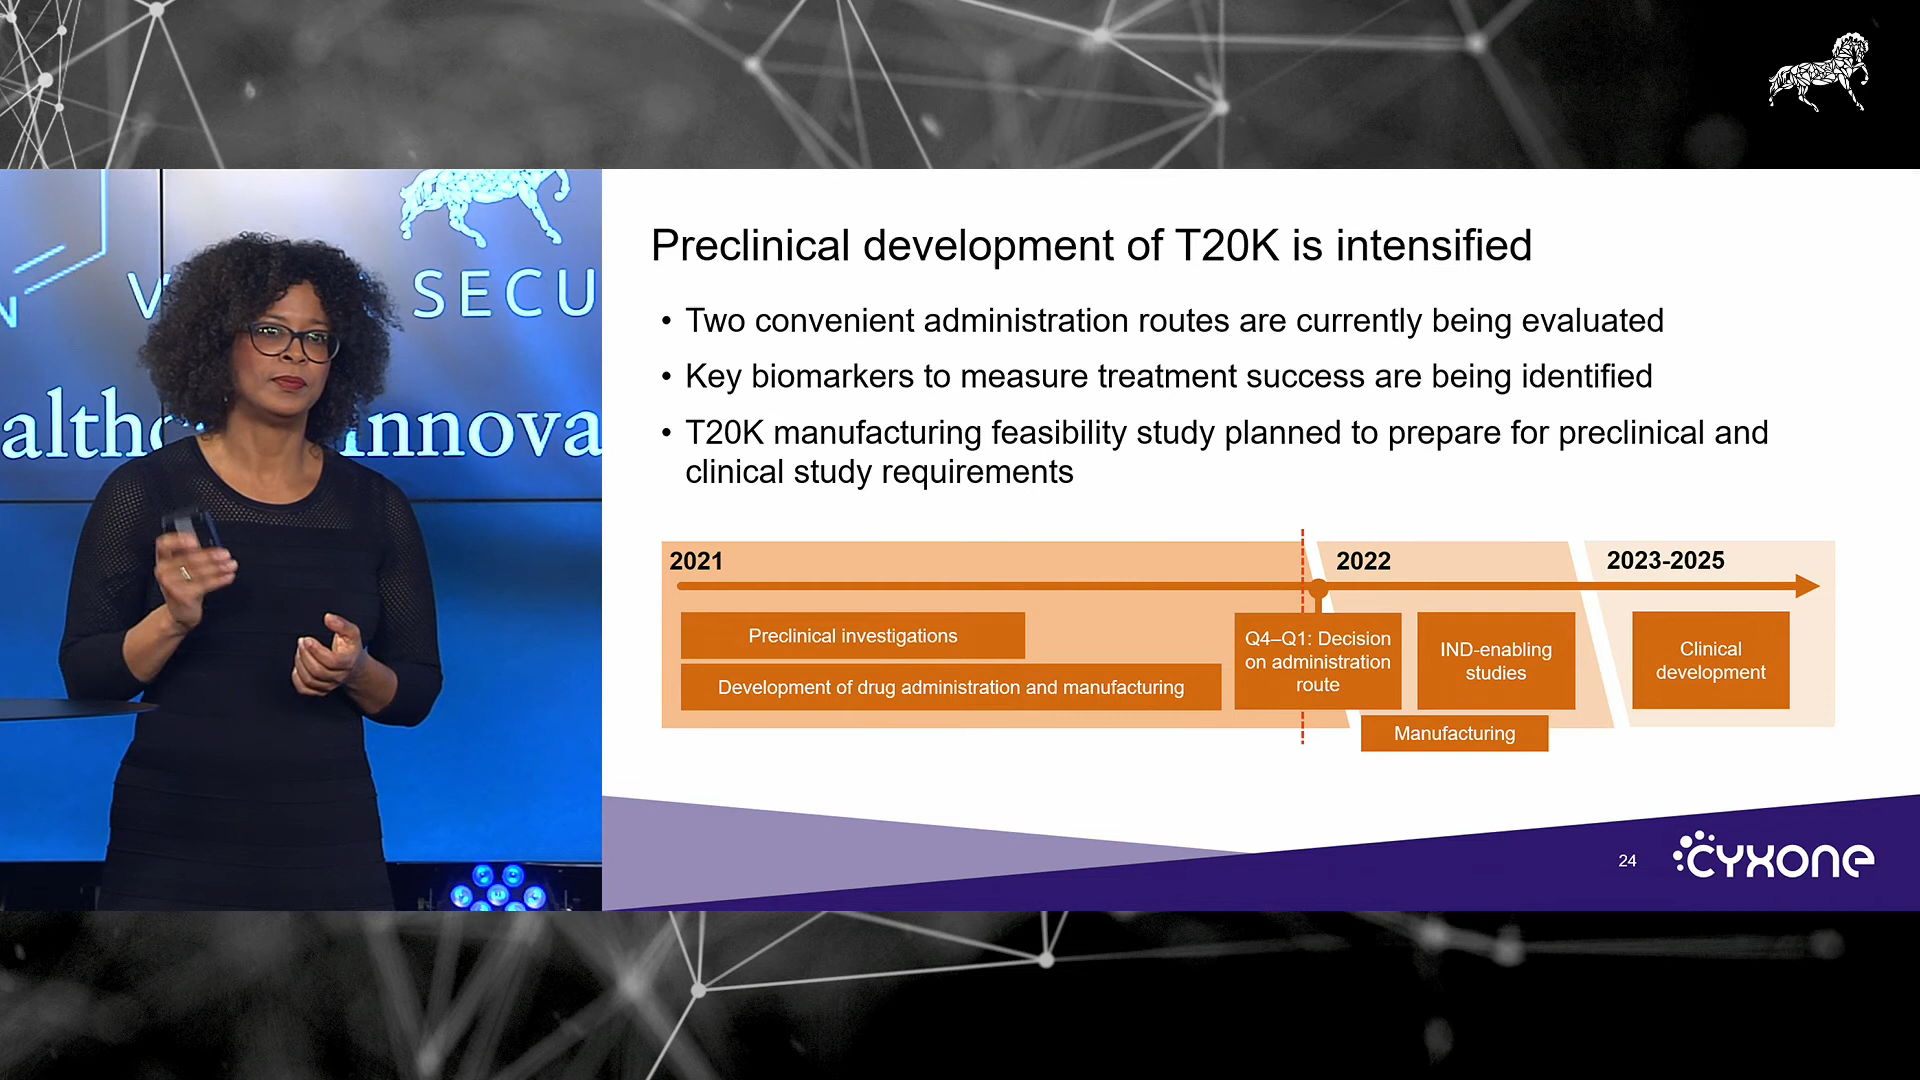 V
SECU
N
althc
innova
Preclinical development of T20K is intensified
• Two convenient administration routes are currently being evaluated
• Key biomarkers to measure treatment success are being identified
• T20K manufacturing feasibility study planned to prepare for preclinical and
clinical study requirements
2021
2022
2023-2025
Preclinical investigations
Development of drug administration and manufacturing
Q4–Q1: Decision
on administration
route
IND-enabling
studies
Clinical
development
Manufacturing
24
CYXONE